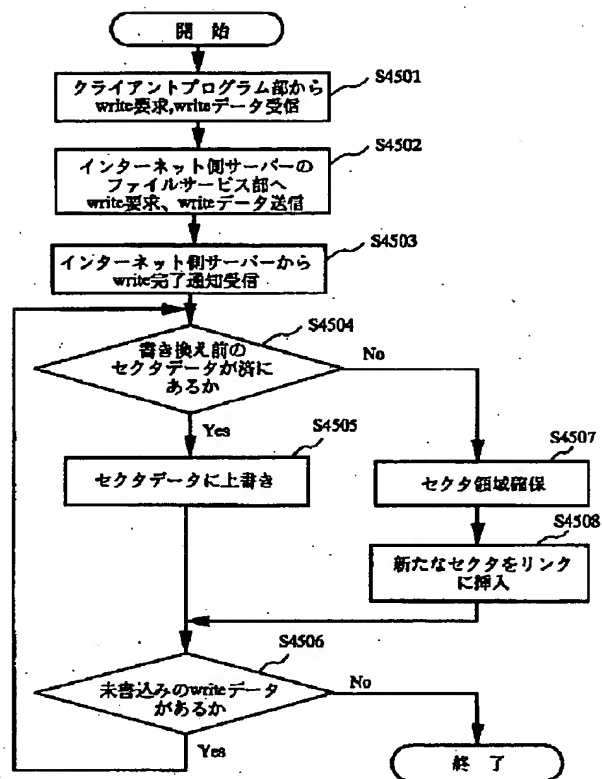 開 始
クライアントプログラム部から
write要求,writeデータ受信
S4501
インターネット側サーバーの
ファイルサービス部へ
write要求、writeデータ送信
S4502
インターネット側サーバーから
write完了通知受信
S4503
書き換え前の
セクタデータが済に
あるか
S4504
No
Yes
セクタデータに上書き
S4505
セクタ領域確保
S4507
新たなセクタをリンク
に挿入
S4508
未書込みのwriteデータ
があるか
S4506
No
Yes
終 了